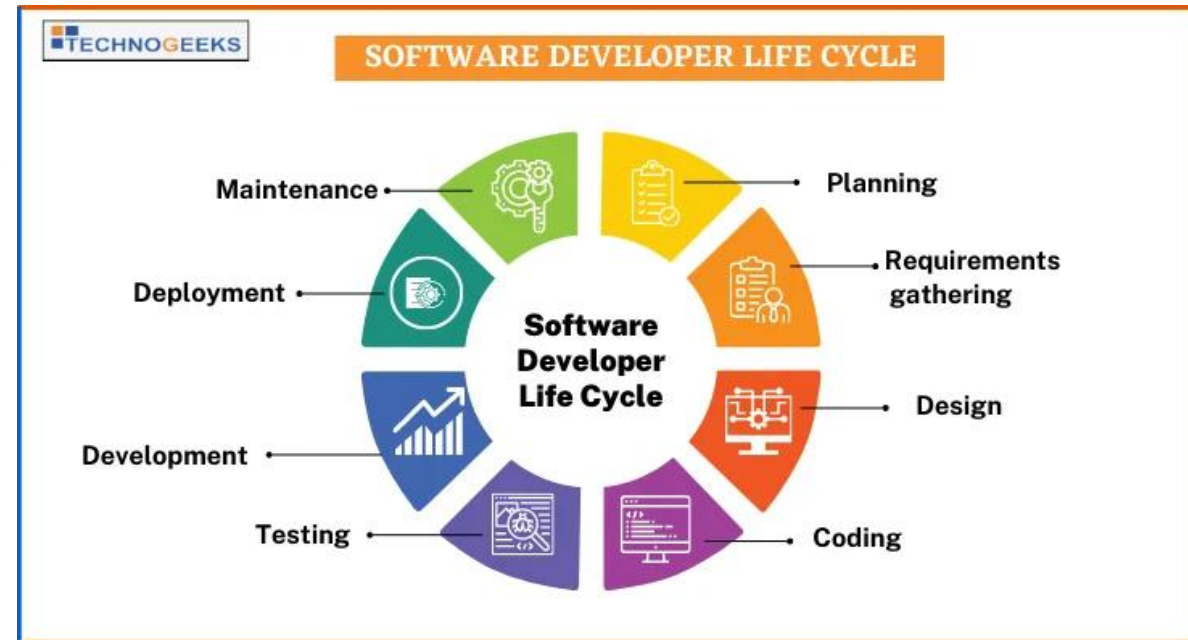 TECHNOGEEKS
SOFTWARE DEVELOPER LIFE CYCLE
Maintenance
Planning
Requirements
gathering
Deployment
Software
Developer
Life Cycle
Design
Development
Testing
Coding